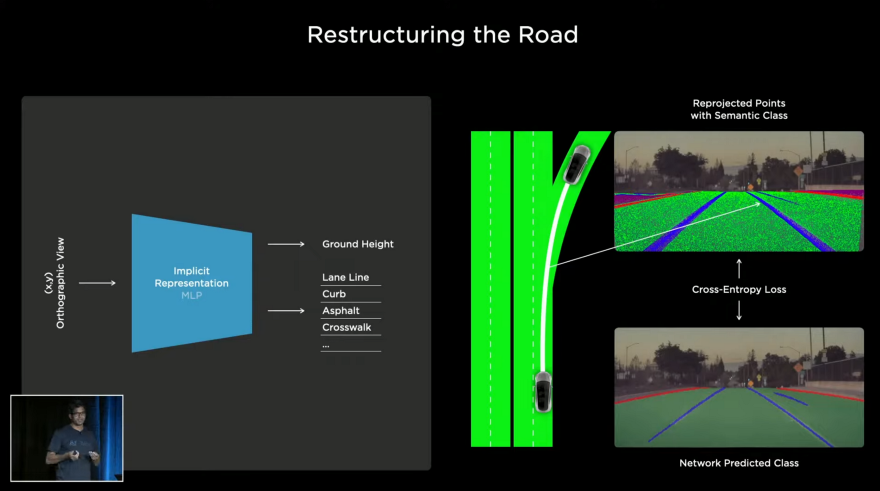 Restructuring the Road
(x,y)
Orthographic View
Implicit
Representation
MLP
Ground Height
Lane Line
Curb
Asphalt
Crosswalk
...
Reprojected Points
with Semantic Class
Cross-Entropy Loss
Network Predicted Class